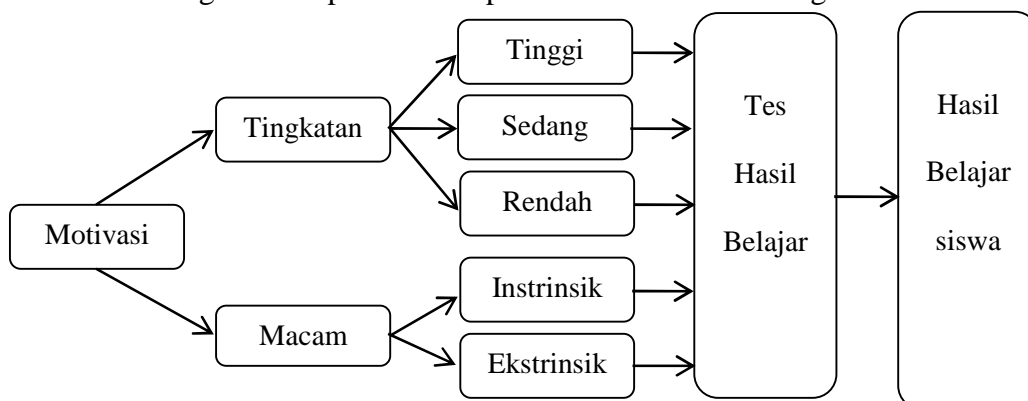 Tinggi
Tingkatan
Sedang
Rendah
Motivasi
Macam
Instrinsik
Ekstrinsik
Tes
Hasil
Belajar
Hasil
Belajar
siswa